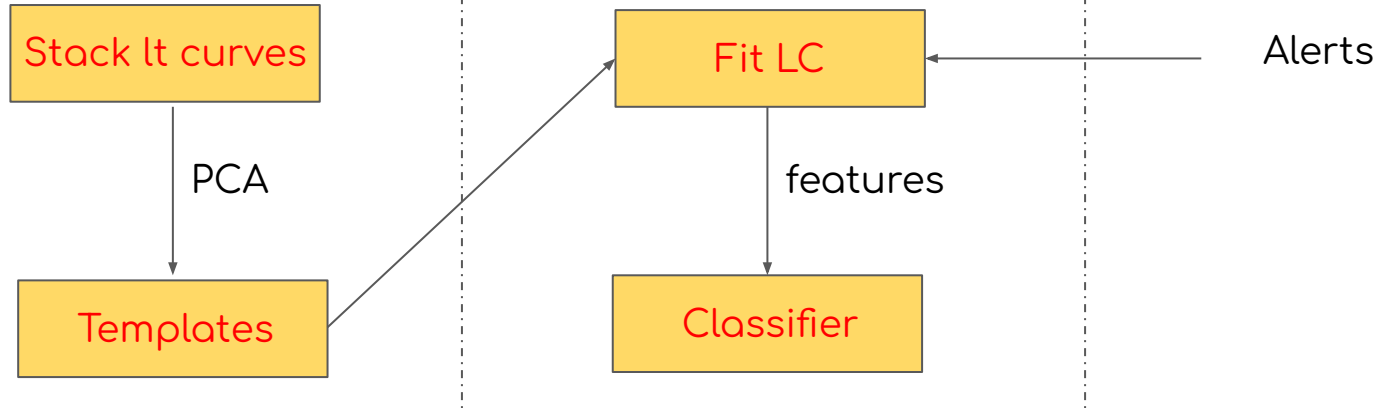 Stack lt curves
PCA
Templates
Fit LC
features
Classifier
Alerts